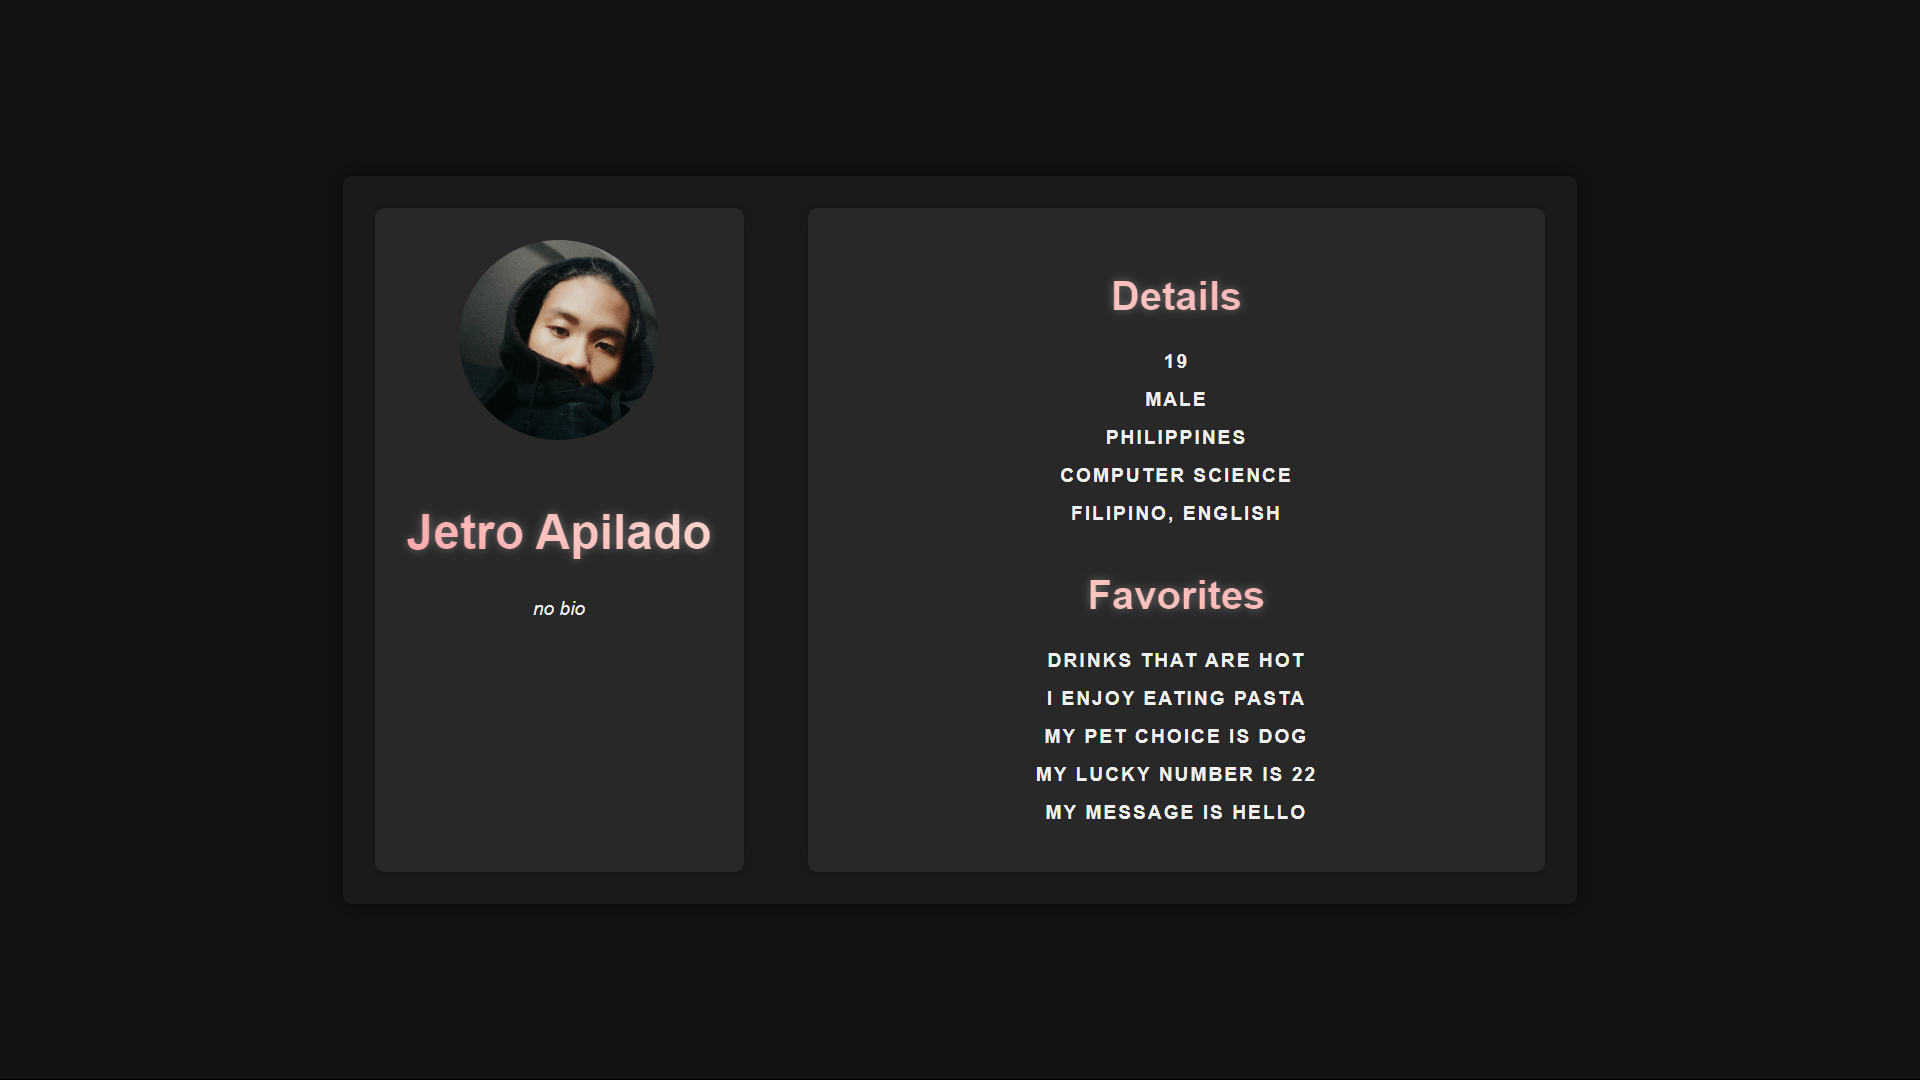 Jetro Apilado
no bio
Details
19
MALE
PHILIPPINES
COMPUTER SCIENCE
FILIPINO, ENGLISH
Favorites
DRINKS THAT ARE HOT
I ENJOY EATING PASTA
MY PET CHOICE IS DOG
MY LUCKY NUMBER IS 22
MY MESSAGE IS HELLO